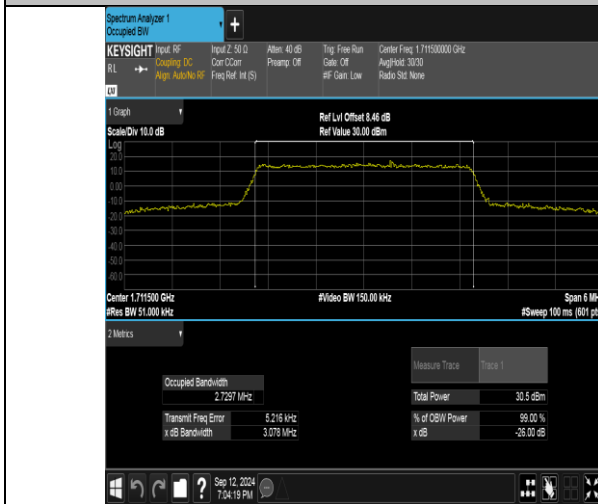 Spectrum Analyzer 1
Occupied BW
+
KEYSIGHT Input: RF Input Z: 50 Ω Atten: 40 dB Trig: Free Run Center Freq: 1.711500000 GHz
RL Coupling: DC Corr CCorr Preamp: Off Gate: Off Avg|Hold: 30/30
Align: Auto/No RF Freq Ref: Int (S) #IF Gain: Low Radio Std: None
1 Graph
Ref Lvl Offset 8.46 dB
Scale/Div 10.0 dB Ref Value 30.00 dBm
Log
20.0
10.0
0.00
-10.0
-20.0
-30.0
-40.0
-50.0
-60.0
Center 1.711500 GHz #Video BW 150.00 kHz Span 6 MH
#Res BW 51.000 kHz #Sweep 100 ms (601 pt
2 Metrics
Measure Trace Trace 1
Occupied Bandwidth
2.7297 MHz Total Power 30.5 dBm
Transmit Freq Error 5.216 kHz % of OBW Power 99.00 %
x dB Bandwidth 3.078 MHz x dB -26.00 dB
? Sep 12, 2024
7:04:19 PM